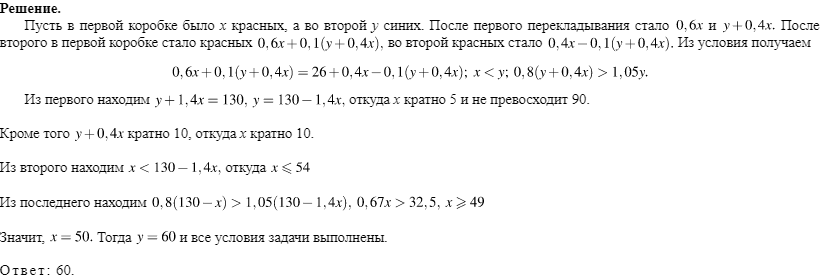 Решение.
Пусть в первой коробке было x красных, а во второй y синих. После первого перекладывания стало 0,6x и y+0,4x. После
второго в первой коробке стало красных 0,6x+0,1(y+0,4x), во второй красных стало 0,4x−0,1(y+0,4x). Из условия получаем
0,6x+0,1(y+0,4x) = 26+0,4x−0,1(y+0,4x); x < y; 0,8(y+0,4x) > 1,05y.
Из первого находим y+1,4x = 130, y = 130−1,4x, откуда x кратно 5 и не превосходит 90.
Кроме того y+0,4x кратно 10, откуда x кратно 10.
Из второго находим x < 130−1,4x, откуда x ⩽ 54
Из последнего находим 0,8(130−x) > 1,05(130−1,4x), 0,67x > 32,5, x ⩾ 49
Значит, x = 50. Тогда y = 60 и все условия задачи выполнены.
Ответ: 60.